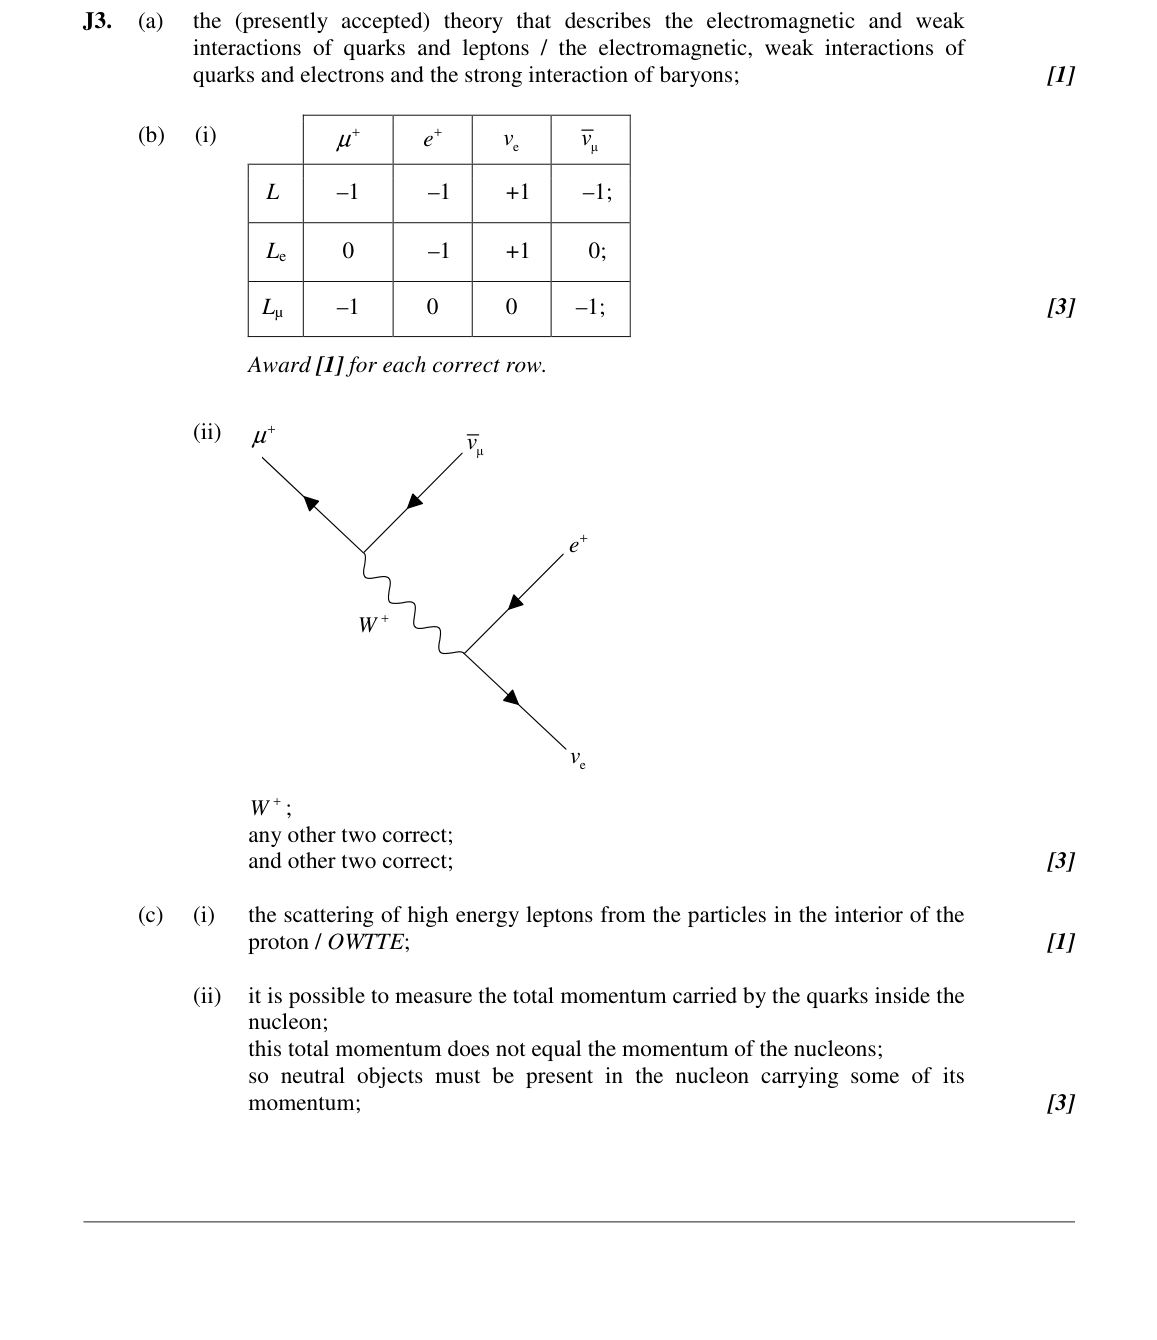 J3. (a) the (presently accepted) theory that describes the electromagnetic and weak
interactions of quarks and leptons / the electromagnetic, weak interactions of
quarks and electrons and the strong interaction of baryons; [1]
(b) (i) μ⁺ e⁺ νₑ ν̅_μ
L –1 –1 +1 –1;
Lₑ 0 –1 +1 0;
L_μ –1 0 0 –1; [3]
Award [1] for each correct row.
(ii) μ⁺ ν̅_μ
e⁺
W⁺
νₑ
W⁺;
any other two correct;
and other two correct; [3]
(c) (i) the scattering of high energy leptons from the particles in the interior of the
proton / OWTTE; [1]
(ii) it is possible to measure the total momentum carried by the quarks inside the
nucleon;
this total momentum does not equal the momentum of the nucleons;
so neutral objects must be present in the nucleon carrying some of its
momentum; [3]